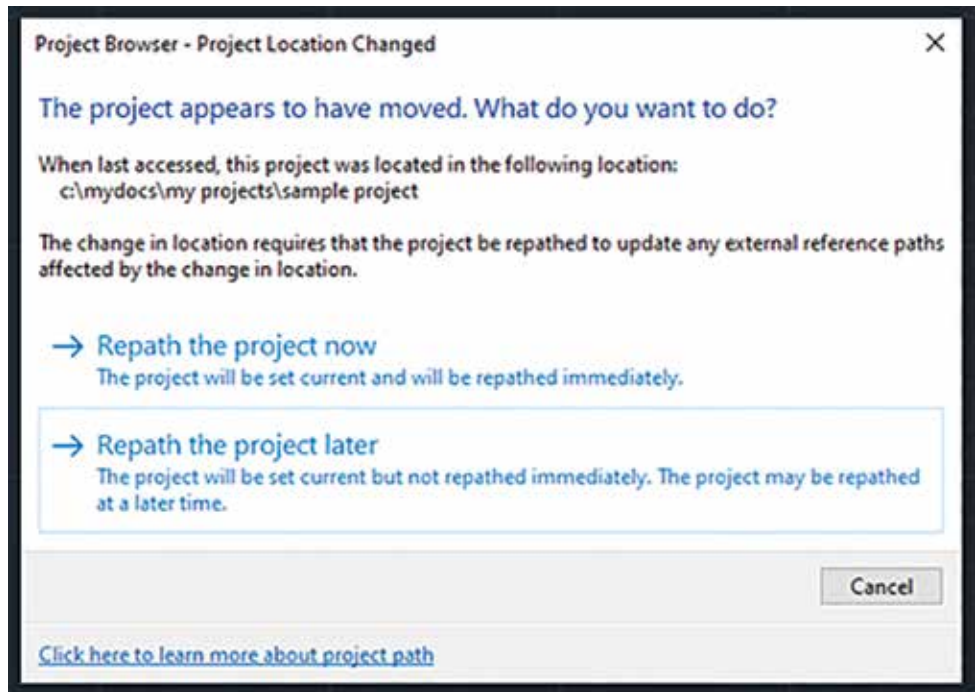 Project Browser - Project Location Changed
The project appears to have moved. What do you want to do?
When last accessed, this project was located in the following location:
c:\mydocs\my projects\sample project
The change in location requires that the project be repathed to update any external reference paths
affected by the change in location.
→ Repath the project now
The project will be set current and will be repathed immediately.
→ Repath the project later
The project will be set current but not repathed immediately. The project may be repathed
at a later time.
Cancel
Click here to learn more about project path